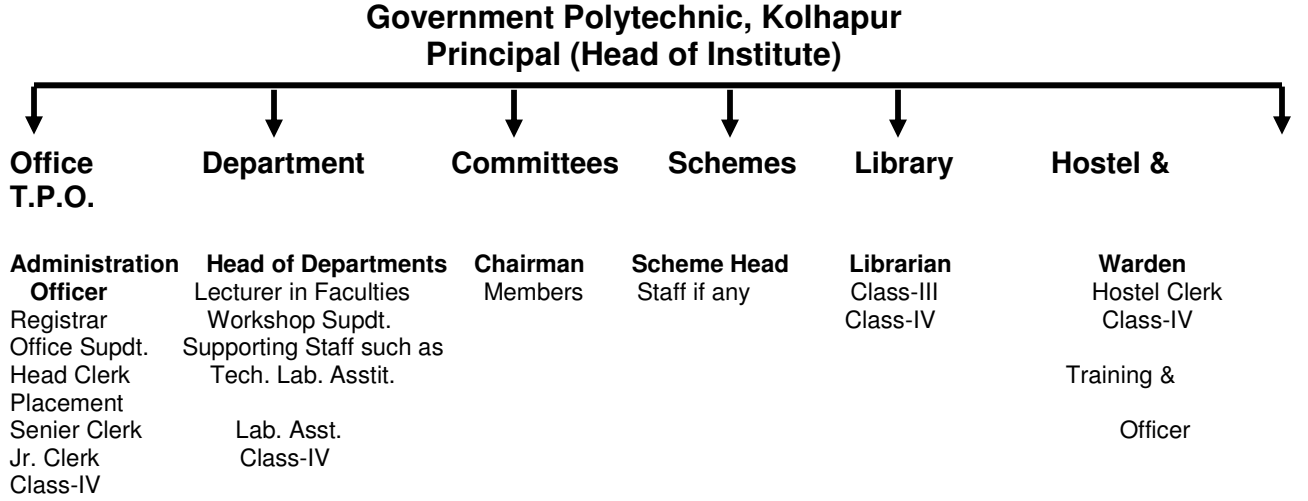 Government Polytechnic, Kolhapur
Principal (Head of Institute)
Office Department Committees Schemes Library Hostel &
T.P.O.
Administration Head of Departments Chairman Scheme Head Librarian Warden
Officer Lecturer in Faculties Members Staff if any Class-III Hostel Clerk
Registrar Workshop Supdt. Class-IV Class-IV
Office Supdt. Supporting Staff such as
Head Clerk Tech. Lab. Asstit. Training &
Placement
Senier Clerk Lab. Asst. Officer
Jr. Clerk Class-IV
Class-IV